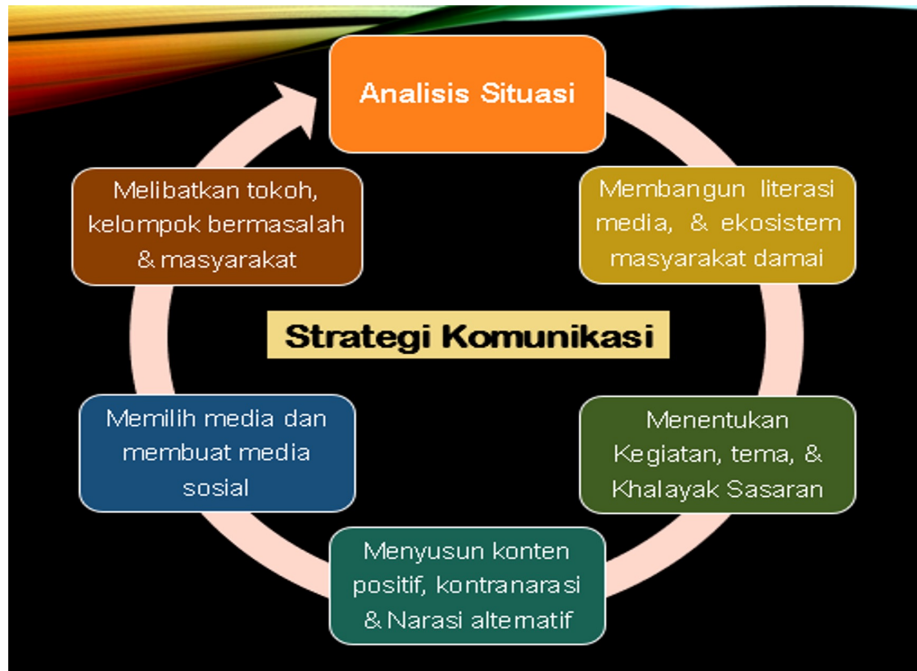 Analisis Situasi
Membangun literasi
media, & ekosistem
masyarakat damai
Menentukan
Kegiatan, tema, &
Khalayak Sasaran
Menyusun konten
positif, kontranarasi
& Narasi alternatif
Memilih media dan
membuat media
sosial
Melibatkan tokoh,
kelompok bermasalah
& masyarakat
Strategi Komunikasi